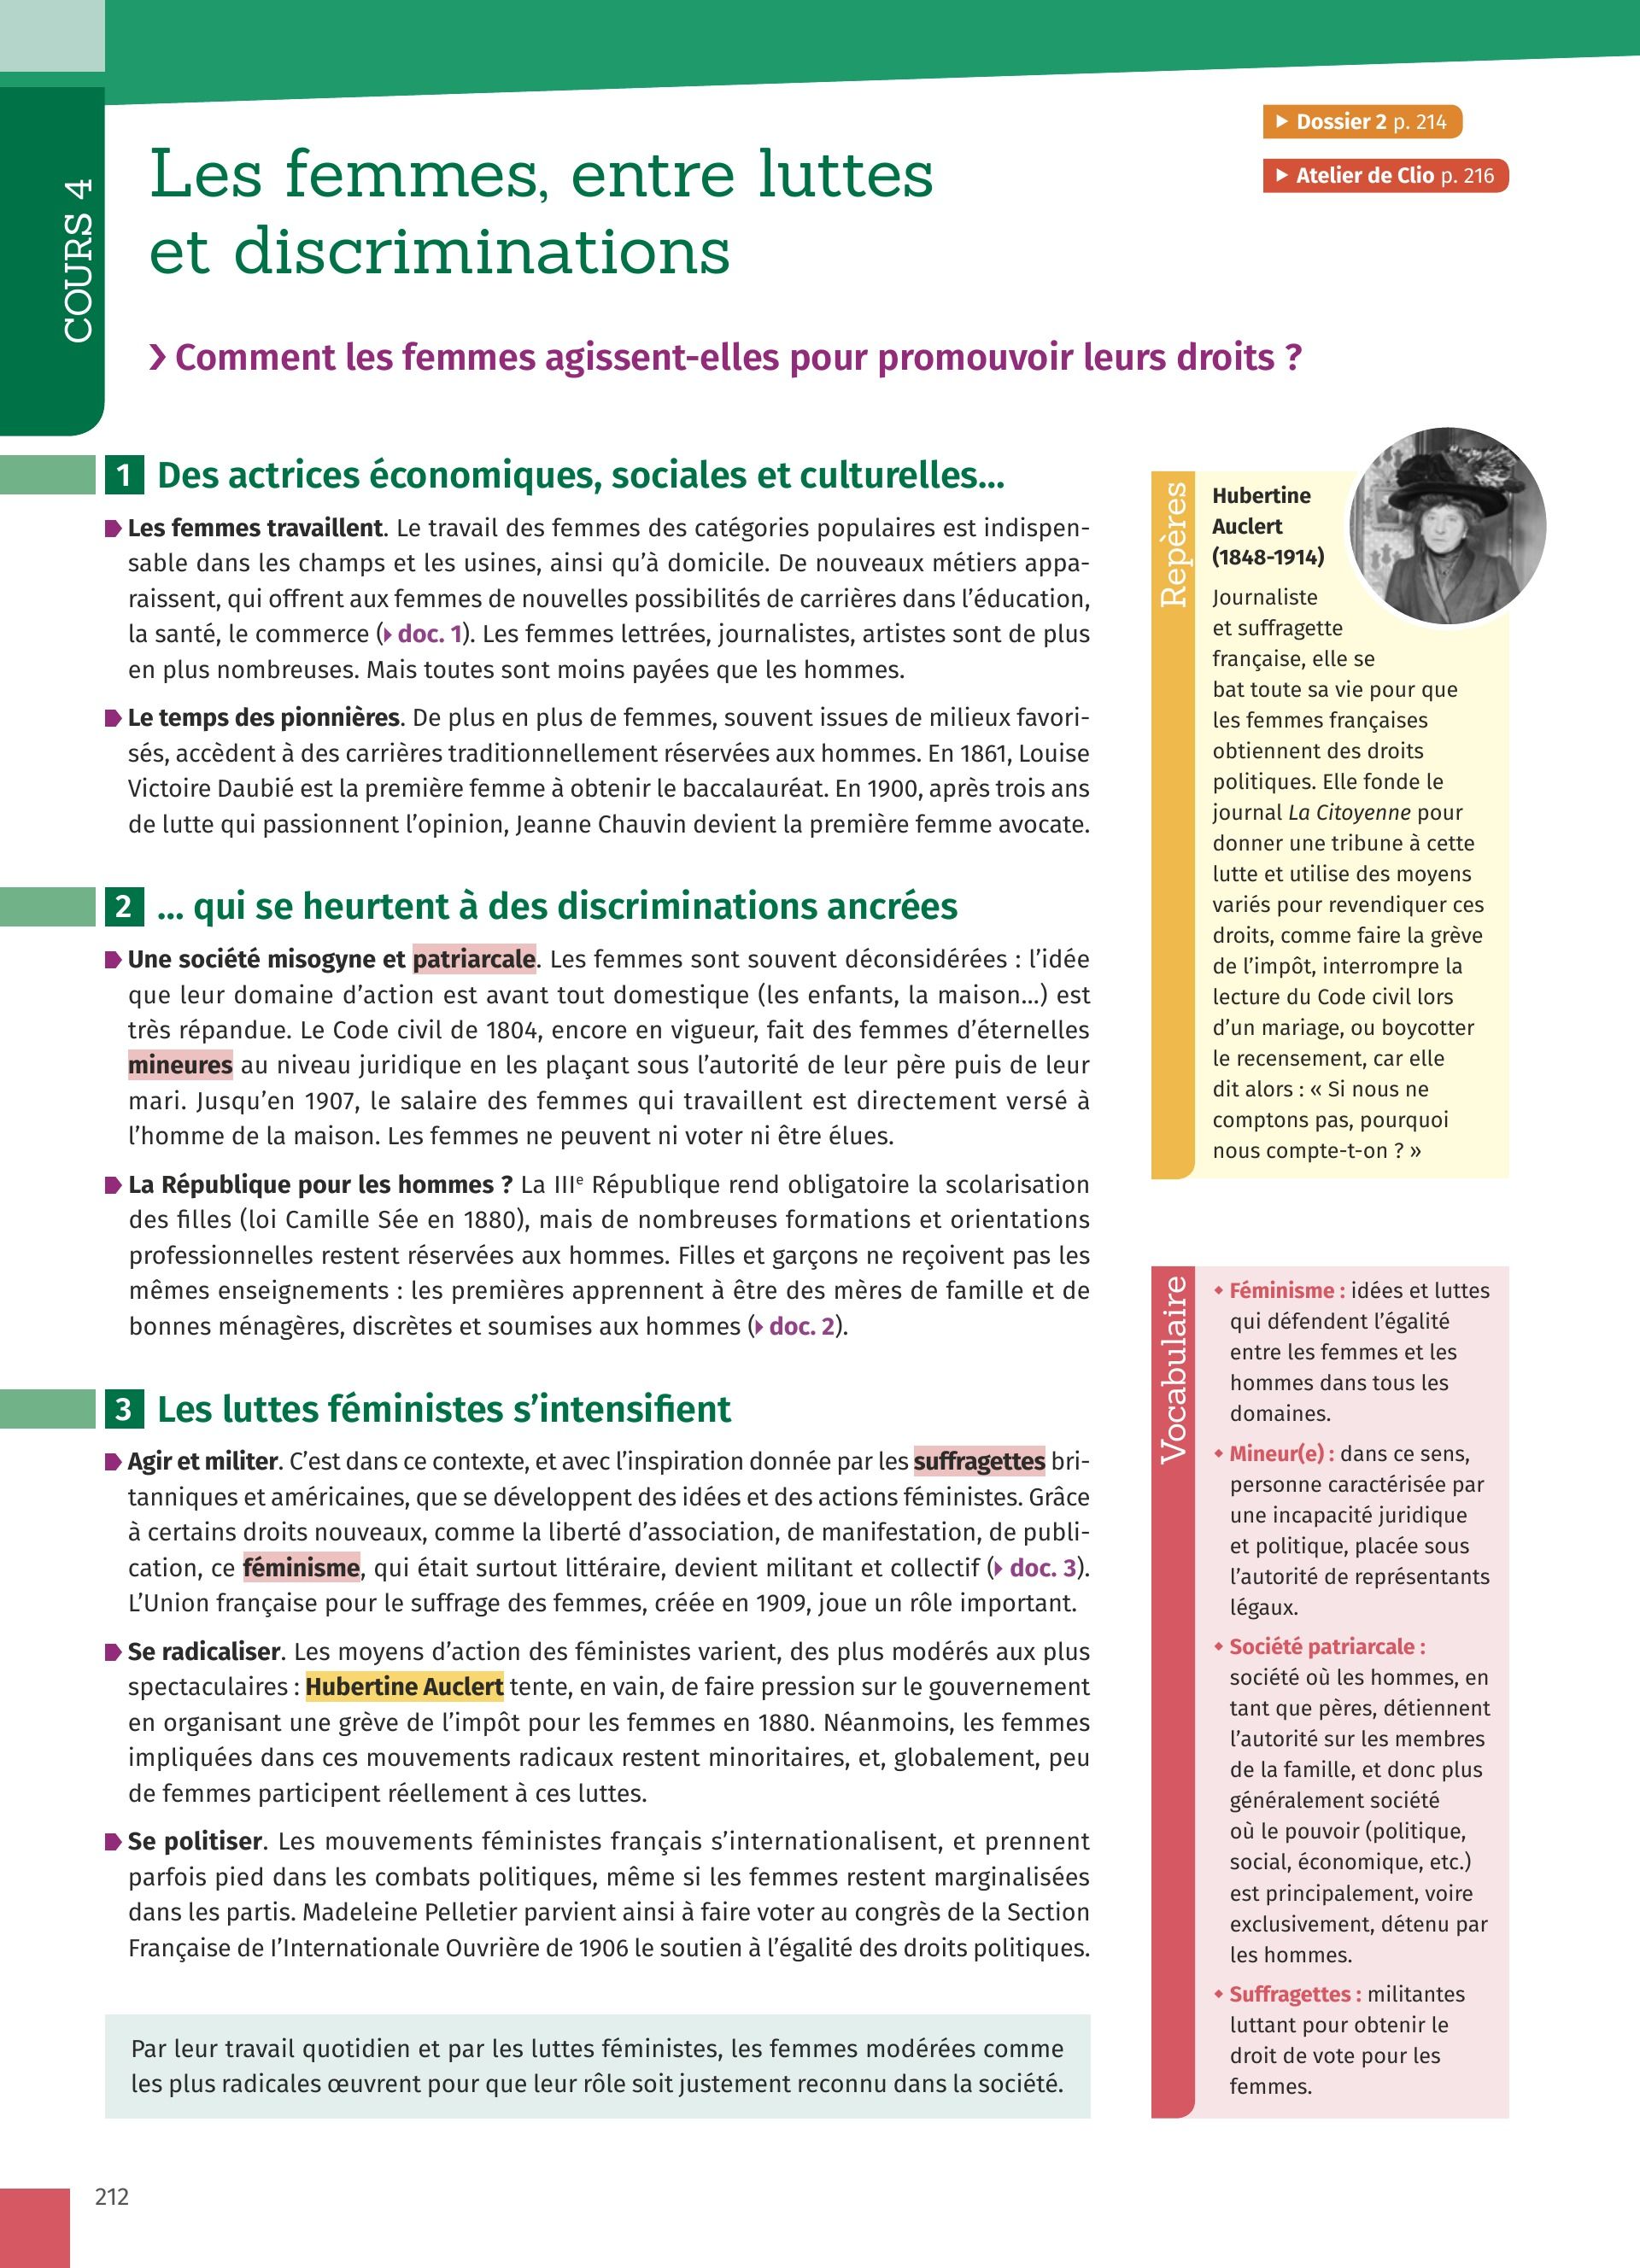 COURS 4
▶ Dossier 2 p. 214
▶ Atelier de Clio p. 216
Les femmes, entre luttes
et discriminations
❯ Comment les femmes agissent-elles pour promouvoir leurs droits ?
1 Des actrices économiques, sociales et culturelles...
Les femmes travaillent. Le travail des femmes des catégories populaires est indispen-
sable dans les champs et les usines, ainsi qu’à domicile. De nouveaux métiers appa-
raissent, qui offrent aux femmes de nouvelles possibilités de carrières dans l’éducation,
la santé, le commerce (▸ doc. 1). Les femmes lettrées, journalistes, artistes sont de plus
en plus nombreuses. Mais toutes sont moins payées que les hommes.
Le temps des pionnières. De plus en plus de femmes, souvent issues de milieux favori-
sés, accèdent à des carrières traditionnellement réservées aux hommes. En 1861, Louise
Victoire Daubié est la première femme à obtenir le baccalauréat. En 1900, après trois ans
de lutte qui passionnent l’opinion, Jeanne Chauvin devient la première femme avocate.
2 ... qui se heurtent à des discriminations ancrées
Une société misogyne et patriarcale. Les femmes sont souvent déconsidérées : l’idée
que leur domaine d’action est avant tout domestique (les enfants, la maison...) est
très répandue. Le Code civil de 1804, encore en vigueur, fait des femmes d’éternelles
mineures au niveau juridique en les plaçant sous l’autorité de leur père puis de leur
mari. Jusqu’en 1907, le salaire des femmes qui travaillent est directement versé à
l’homme de la maison. Les femmes ne peuvent ni voter ni être élues.
La République pour les hommes ? La IIIe République rend obligatoire la scolarisation
des filles (loi Camille Sée en 1880), mais de nombreuses formations et orientations
professionnelles restent réservées aux hommes. Filles et garçons ne reçoivent pas les
mêmes enseignements : les premières apprennent à être des mères de famille et de
bonnes ménagères, discrètes et soumises aux hommes (▸ doc. 2).
3 Les luttes féministes s’intensifient
Agir et militer. C’est dans ce contexte, et avec l’inspiration donnée par les suffragettes bri-
tanniques et américaines, que se développent des idées et des actions féministes. Grâce
à certains droits nouveaux, comme la liberté d’association, de manifestation, de publi-
cation, ce féminisme, qui était surtout littéraire, devient militant et collectif (▸ doc. 3).
L’Union française pour le suffrage des femmes, créée en 1909, joue un rôle important.
Se radicaliser. Les moyens d’action des féministes varient, des plus modérés aux plus
spectaculaires : Hubertine Auclert tente, en vain, de faire pression sur le gouvernement
en organisant une grève de l’impôt pour les femmes en 1880. Néanmoins, les femmes
impliquées dans ces mouvements radicaux restent minoritaires, et, globalement, peu
de femmes participent réellement à ces luttes.
Se politiser. Les mouvements féministes français s’internationalisent, et prennent
parfois pied dans les combats politiques, même si les femmes restent marginalisées
dans les partis. Madeleine Pelletier parvient ainsi à faire voter au congrès de la Section
Française de l’Internationale Ouvrière de 1906 le soutien à l’égalité des droits politiques.
Par leur travail quotidien et par les luttes féministes, les femmes modérées comme
les plus radicales œuvrent pour que leur rôle soit justement reconnu dans la société.
Repères
Hubertine
Auclert
(1848-1914)
Journaliste
et suffragette
française, elle se
bat toute sa vie pour que
les femmes françaises
obtiennent des droits
politiques. Elle fonde le
journal La Citoyenne pour
donner une tribune à cette
lutte et utilise des moyens
variés pour revendiquer ces
droits, comme faire la grève
de l’impôt, interrompre la
lecture du Code civil lors
d’un mariage, ou boycotter
le recensement, car elle
dit alors : « Si nous ne
comptons pas, pourquoi
nous compte-t-on ? »
Vocabulaire
Féminisme : idées et luttes
qui défendent l’égalité
entre les femmes et les
hommes dans tous les
domaines.
Mineur(e) : dans ce sens,
personne caractérisée par
une incapacité juridique
et politique, placée sous
l’autorité de représentants
légaux.
Société patriarcale :
société où les hommes, en
tant que pères, détiennent
l’autorité sur les membres
de la famille, et donc plus
généralement société
où le pouvoir (politique,
social, économique, etc.)
est principalement, voire
exclusivement, détenu par
les hommes.
Suffragettes : militantes
luttant pour obtenir le
droit de vote pour les
femmes.
212